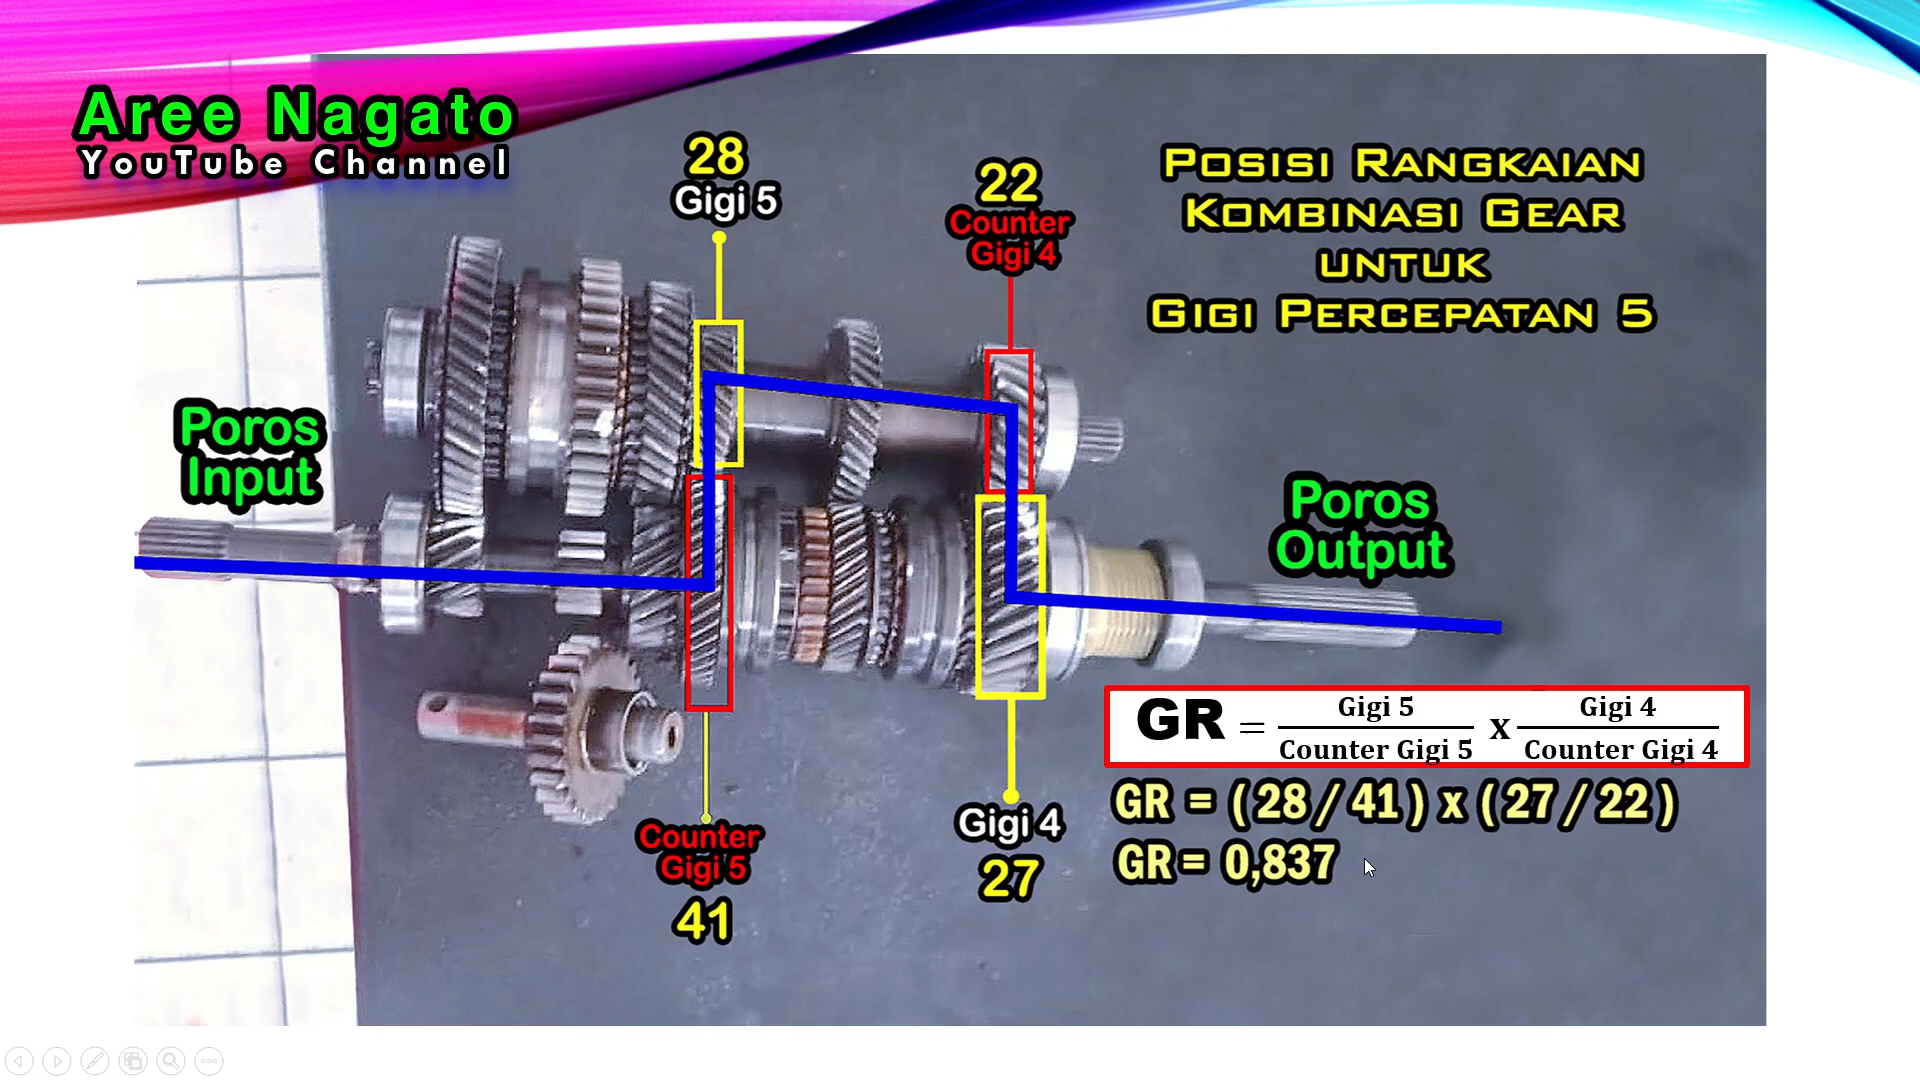 Aree Nagato
YouTube Channel
28
Gigi 5
22
Counter
Gigi 4
POSISI RANGKAIAN
KOMBINASI GEAR
UNTUK
GIGI PERCEPATAN 5
Poros
Input
Poros
Output
GR = Gigi 5 / Counter Gigi 5 x Gigi 4 / Counter Gigi 4
GR = (28/41) x (27/22)
GR = 0,837
Counter
Gigi 5
41
Gigi 4
27